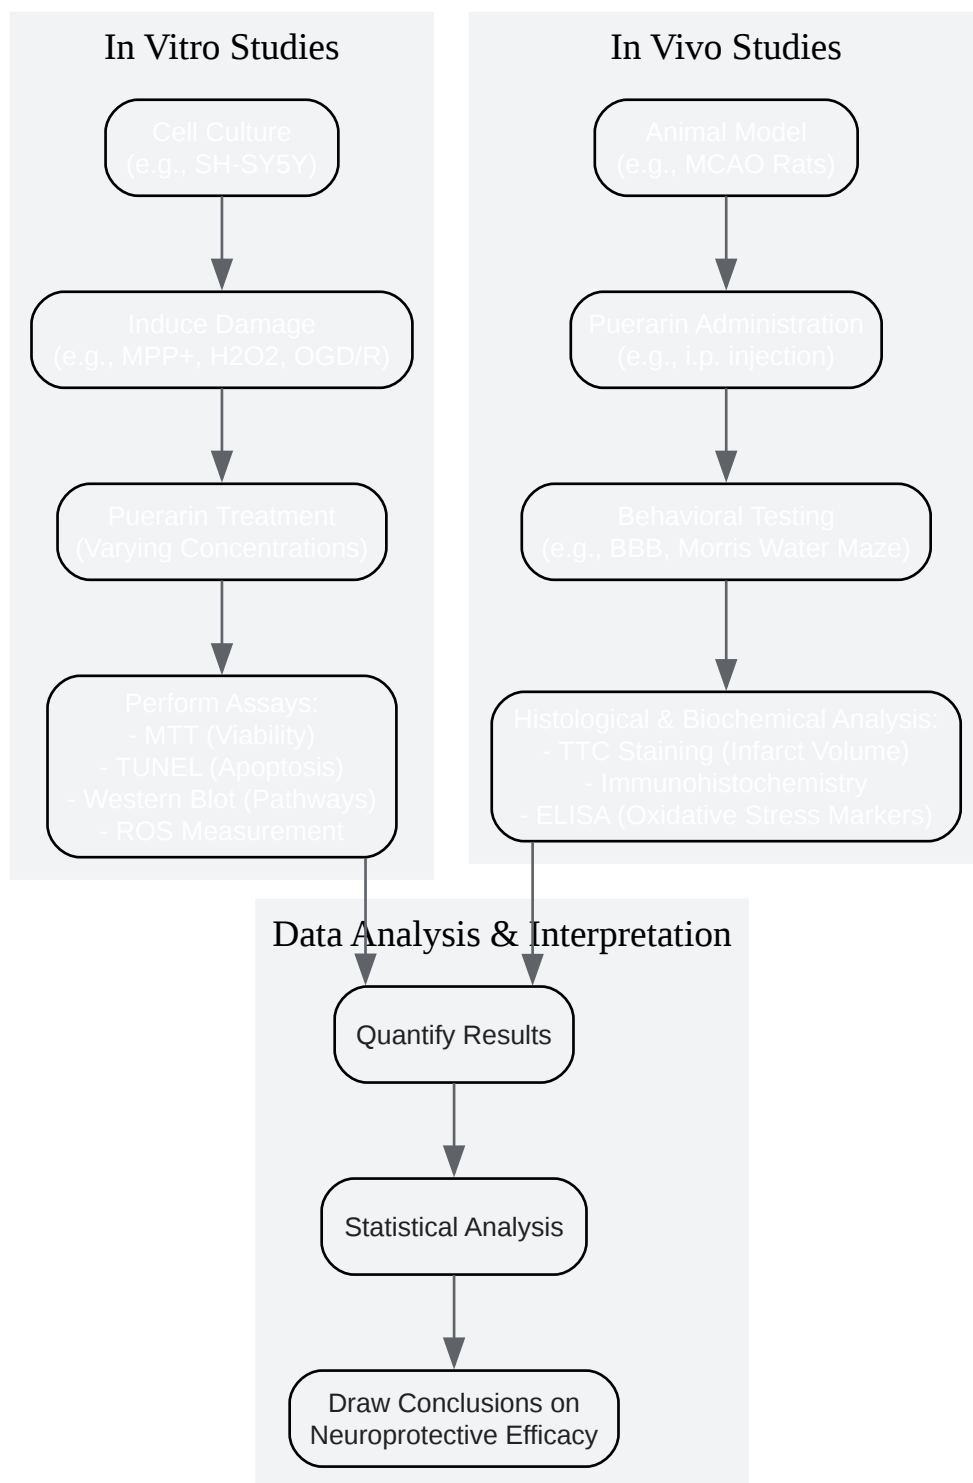 In Vitro Studies
Cell Culture
(e.g., SH-SY5Y)
Induce Damage
(e.g., MPP+, H2O2, OGD/R)
Puerarin Treatment
(Varying Concentrations)
Perform Assays:
- MTT (Viability)
- TUNEL (Apoptosis)
- Western Blot (Pathways)
- ROS Measurement
In Vivo Studies
Animal Model
(e.g., MCAO Rats)
Puerarin Administration
(e.g., i.p. injection)
Behavioral Testing
(e.g., BBB, Morris Water Maze)
Histological & Biochemical Analysis:
- TTC Staining (Infarct Volume)
- Immunohistochemistry
- ELISA (Oxidative Stress Markers)
Data Analysis & Interpretation
Quantify Results
Statistical Analysis
Draw Conclusions on
Neuroprotective Efficacy